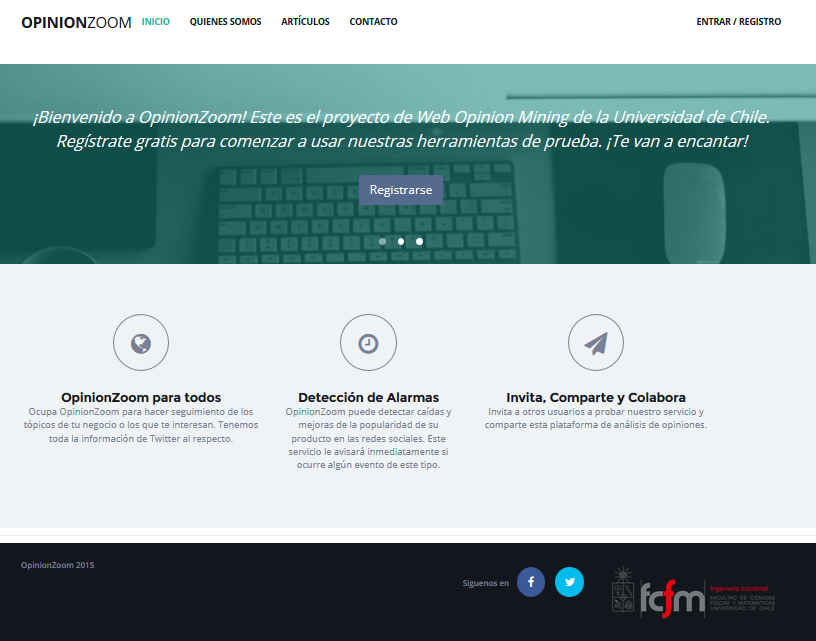 OPINIONZOOM INICIO QUIENES SOMOS ARTÍCULOS CONTACTO ENTRAR / REGISTRO
¡Bienvenido a OpinionZoom! Este es el proyecto de Web Opinion Mining de la Universidad de Chile.
Regístrate gratis para comenzar a usar nuestras herramientas de prueba. ¡Te van a encantar!
Registrarse
OpinionZoom para todos
Ocupa OpinionZoom para hacer seguimiento de los
tópicos de tu negocio o los que te interesan. Tenemos
toda la información de Twitter al respecto.
Detección de Alarmas
OpinionZoom puede detectar caídas y
mejoras de la popularidad de su
producto en las redes sociales. Este
servicio le avisará inmediatamente si
ocurre algún evento de este tipo.
Invita, Comparte y Colabora
Invita a otros usuarios a probar nuestro servicio y
comparte esta plataforma de análisis de opiniones.
OpinionZoom 2015
Síguenos en
fcfm
Ingeniería Industrial
FACULTAD DE CIENCIAS
FÍSICAS Y MATEMÁTICAS
UNIVERSIDAD DE CHILE